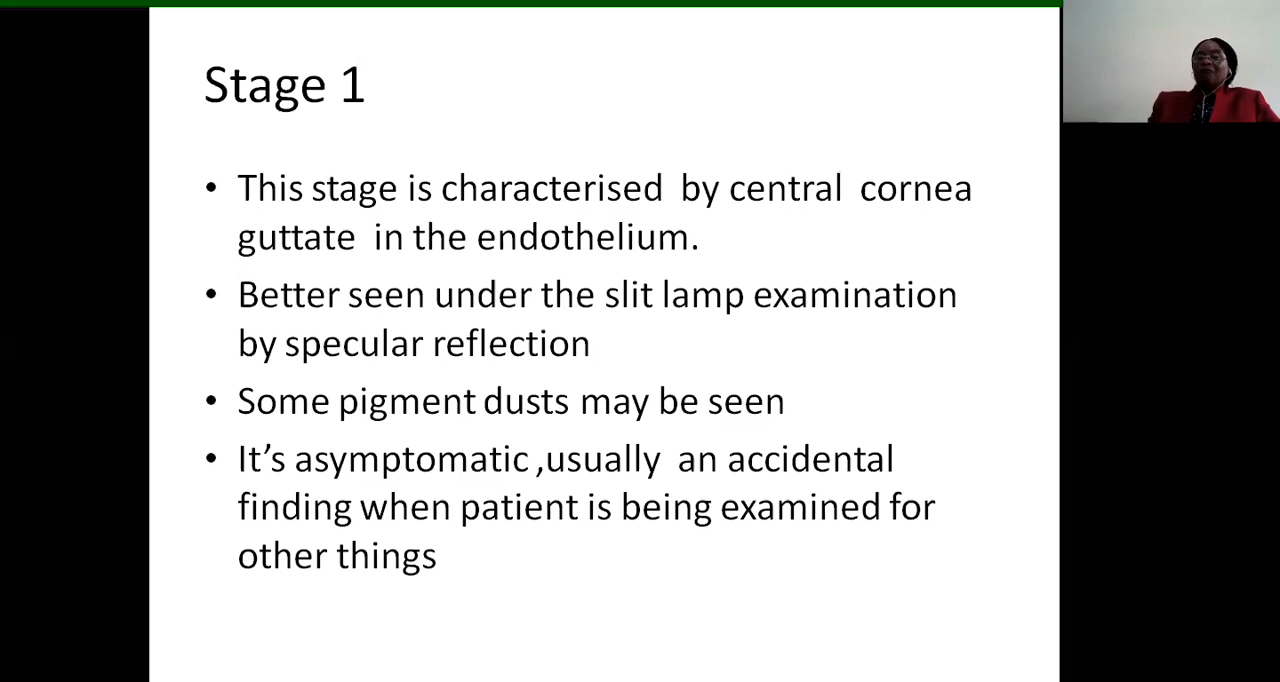 Stage 1
• This stage is characterised by central cornea
guttate in the endothelium.
• Better seen under the slit lamp examination
by specular reflection
• Some pigment dusts may be seen
• It’s asymptomatic ,usually an accidental
finding when patient is being examined for
other things